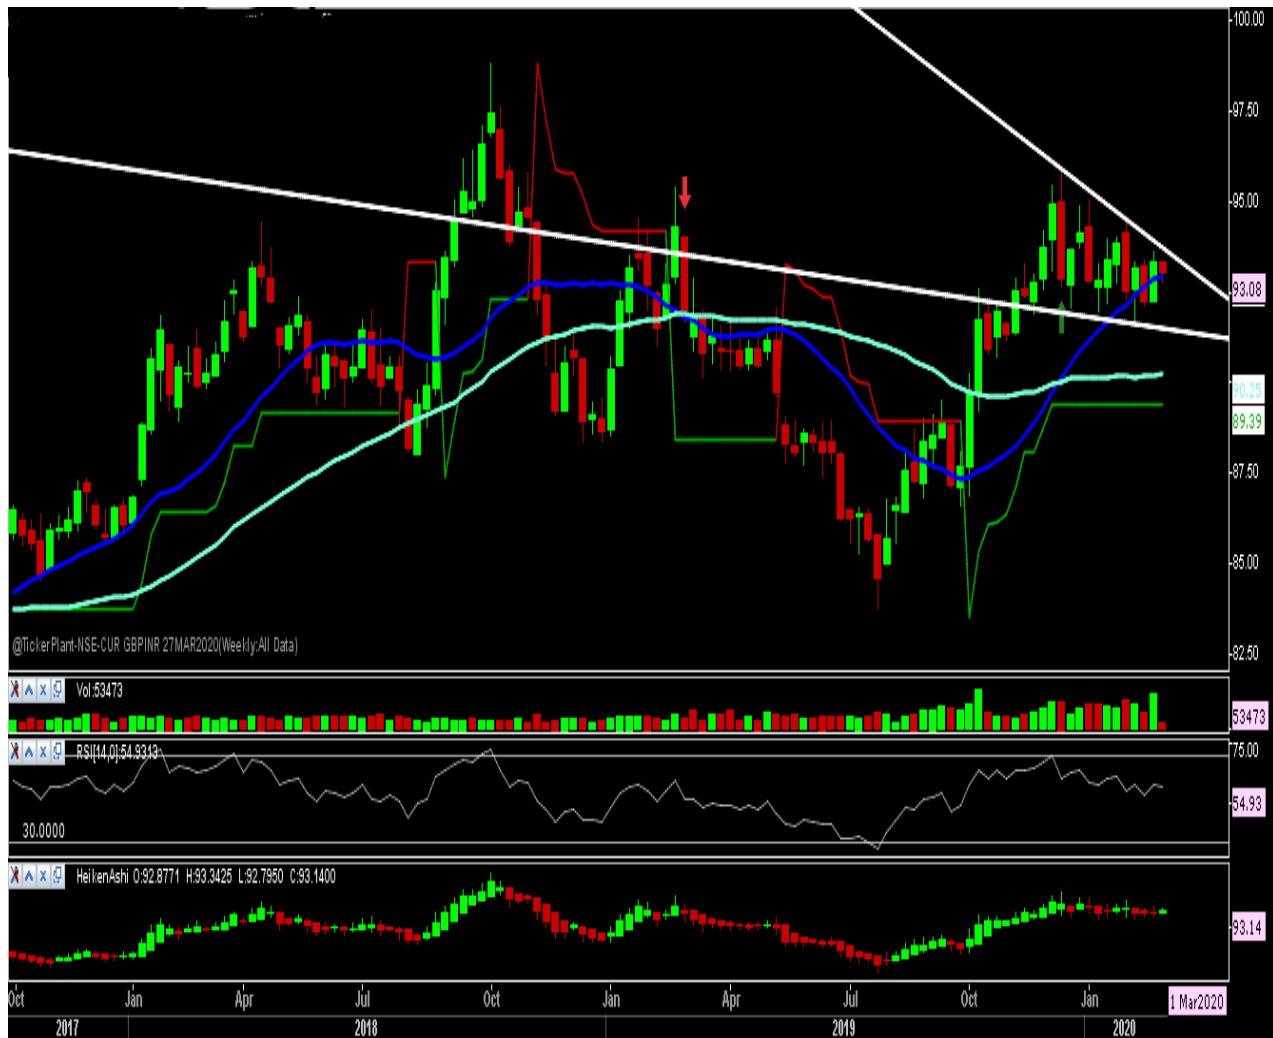 100.00
97.50
95.00
93.08
90.25
89.39
87.50
85.00
82.50
@TickerPlant-NSE-CUR GBPINR 27MAR2020(Weekly:All Data)
Vol:53473
53473
RSI[14,0]:54.9313
75.00
54.93
30.0000
HeikenAshi O:92.8771 H:93.3425 L:92.7950 C:93.1400
93.14
Oct Jan Apr Jul Oct Jan Apr Jul Oct Jan 1 Mar2020
2017 2018 2019 2020